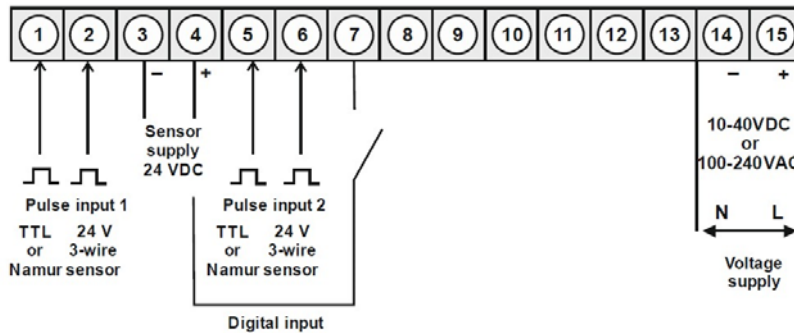 1 2 3 4 5 6 7 8 9 10 11 12 13 14 15
− + − +
Sensor
supply
24 VDC
10-40VDC
or
100-240VAC
Pulse input 1
Pulse input 2
N L
TTL 24 V
or 3-wire
Namur sensor
TTL 24 V
or 3-wire
Namur sensor
Voltage
supply
Digital input